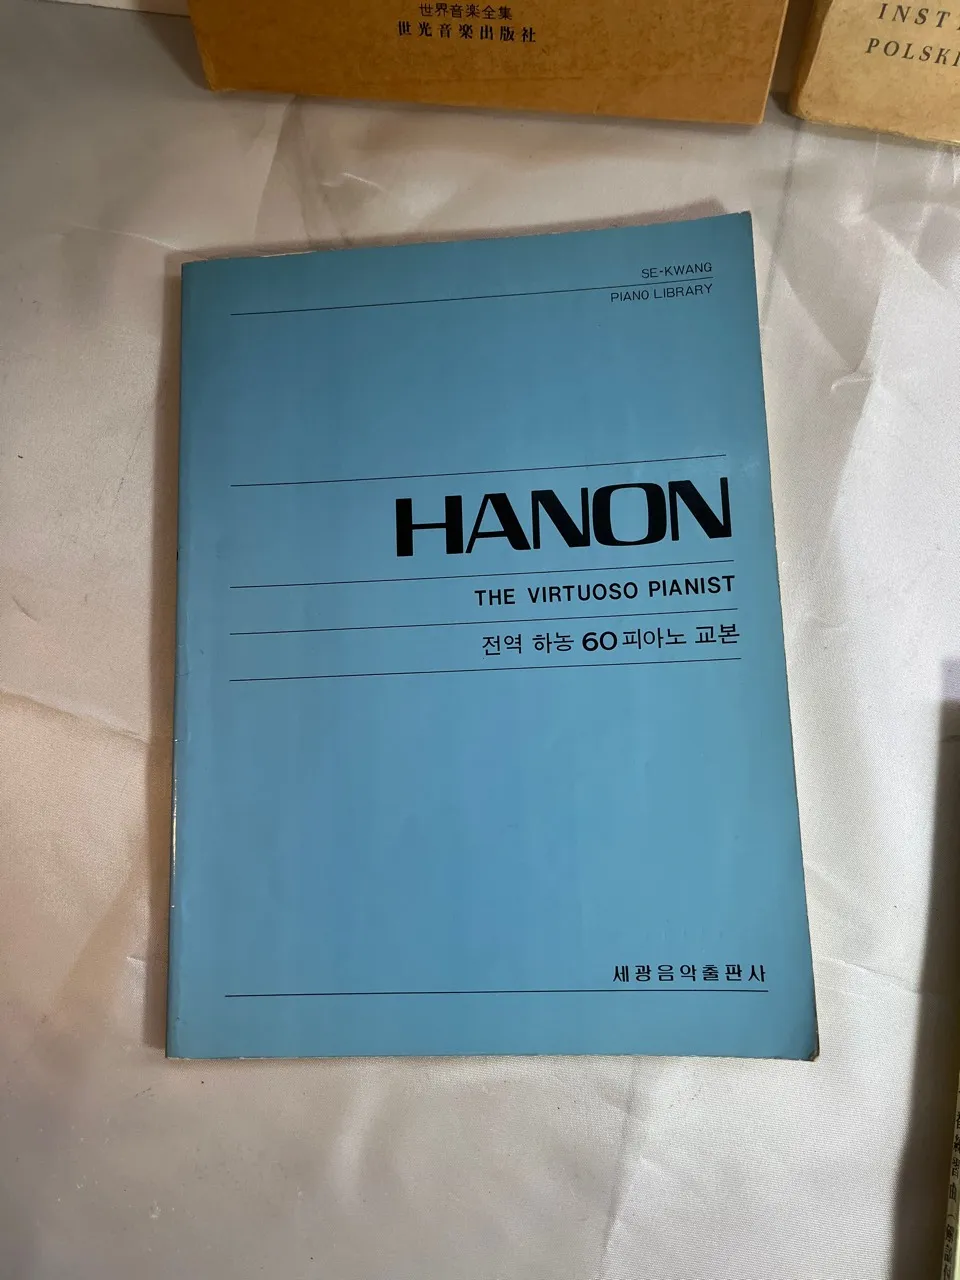 世界音楽全集
世光音楽出版社
INST
POLSKI
SE-KWANG
PIANO LIBRARY
HANON
THE VIRTUOSO PIANIST
전역 하농 60 피아노 교본
세광음악출판사